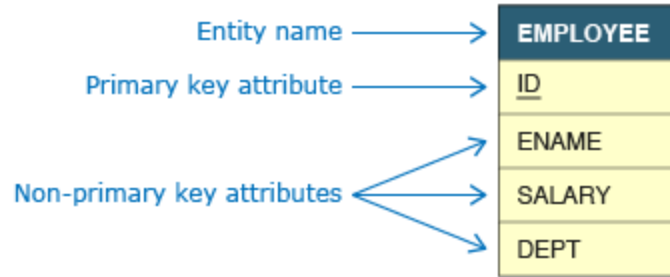 Entity name
EMPLOYEE
Primary key attribute
ID
ENAME
Non-primary key attributes
SALARY
DEPT